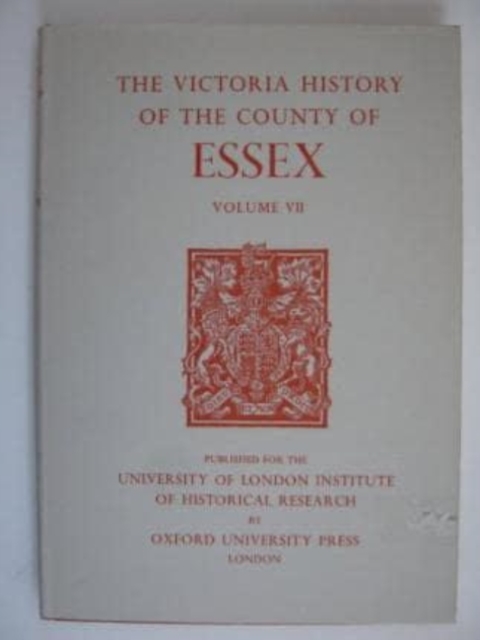 THE VICTORIA HISTORY
OF THE COUNTY OF
ESSEX
VOLUME VII
PUBLISHED FOR THE
UNIVERSITY OF LONDON INSTITUTE
OF HISTORICAL RESEARCH
BY
OXFORD UNIVERSITY PRESS
LONDON